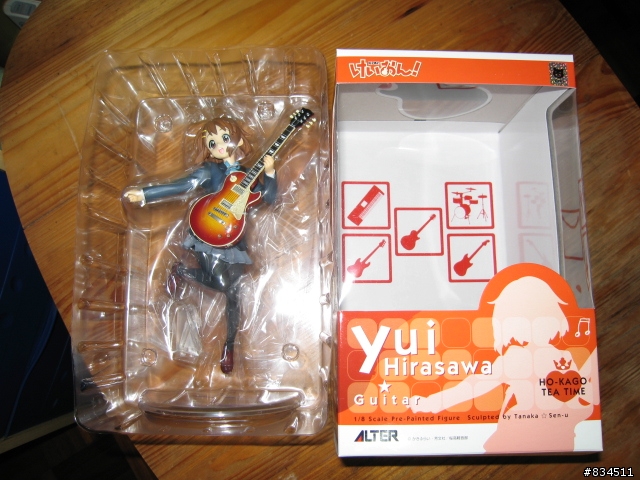 けいおん!
yui
Hirasawa
Guitar
HO-KAGO
TEA TIME
1/8 Scale Pre-Painted Figure Sculpted by Tanaka ☆ Sen-u
ALTER
#834511